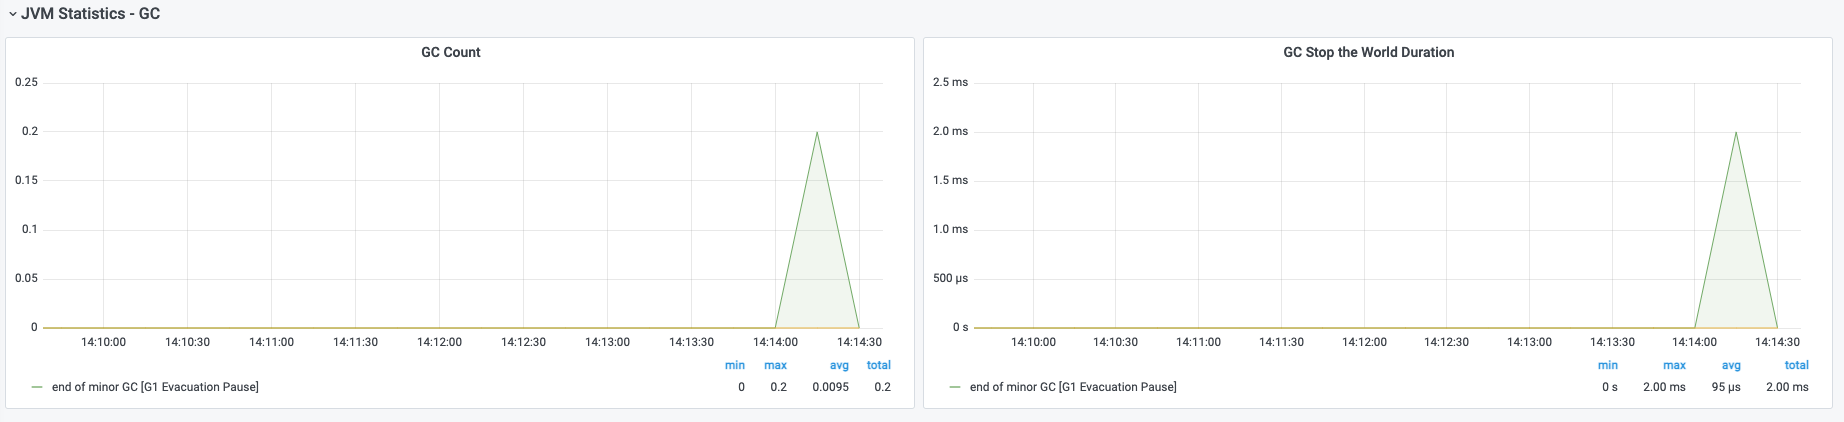 JVM Statistics - GC
GC Count
0.25
0.2
0.15
0.1
0.05
0
14:10:00 14:10:30 14:11:00 14:11:30 14:12:00 14:12:30 14:13:00 14:13:30 14:14:00 14:14:30
min max avg total
end of minor GC [G1 Evacuation Pause] 0 0.2 0.0095 0.2
GC Stop the World Duration
2.5 ms
2.0 ms
1.5 ms
1.0 ms
500 µs
0 s
14:10:00 14:10:30 14:11:00 14:11:30 14:12:00 14:12:30 14:13:00 14:13:30 14:14:00 14:14:30
min max avg total
end of minor GC [G1 Evacuation Pause] 0 s 2.00 ms 95 µs 2.00 ms